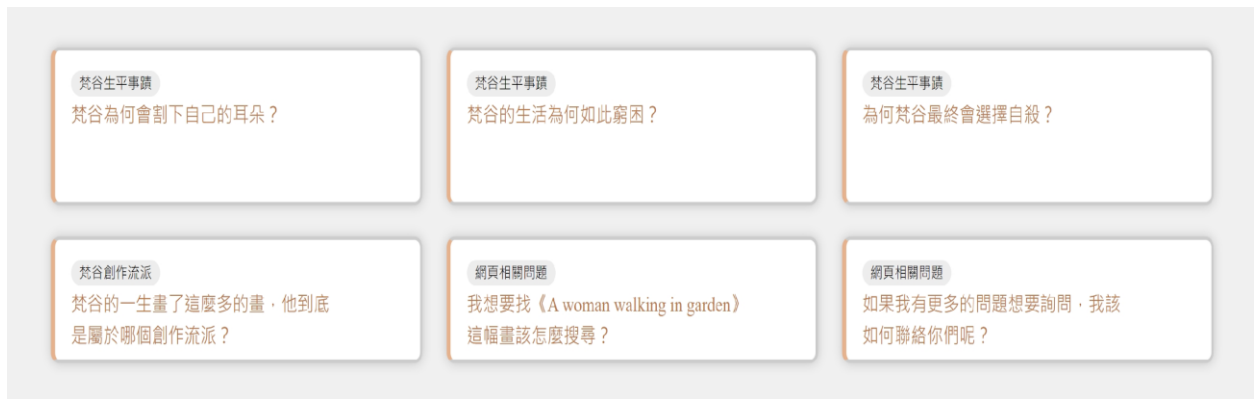 梵谷生平事蹟
梵谷為何會割下自己的耳朵？
梵谷生平事蹟
梵谷的生活為何如此窮困？
梵谷生平事蹟
為何梵谷最終會選擇自殺？
梵谷創作流派
梵谷的一生畫了這麼多的畫，他到底
是屬於哪個創作流派？
網頁相關問題
我想要找《A woman walking in garden》
這幅畫該怎麼搜尋？
網頁相關問題
如果我有更多的問題想要詢問，我該
如何聯絡你們呢？